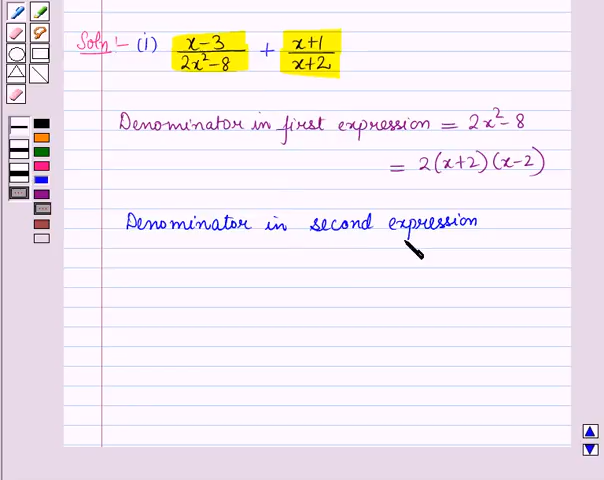 Soln:- (i) x-3/2x²-8 + x+1/x+2
Denominator in first expression = 2x²-8
= 2(x+2)(x-2)
Denominator in second expression